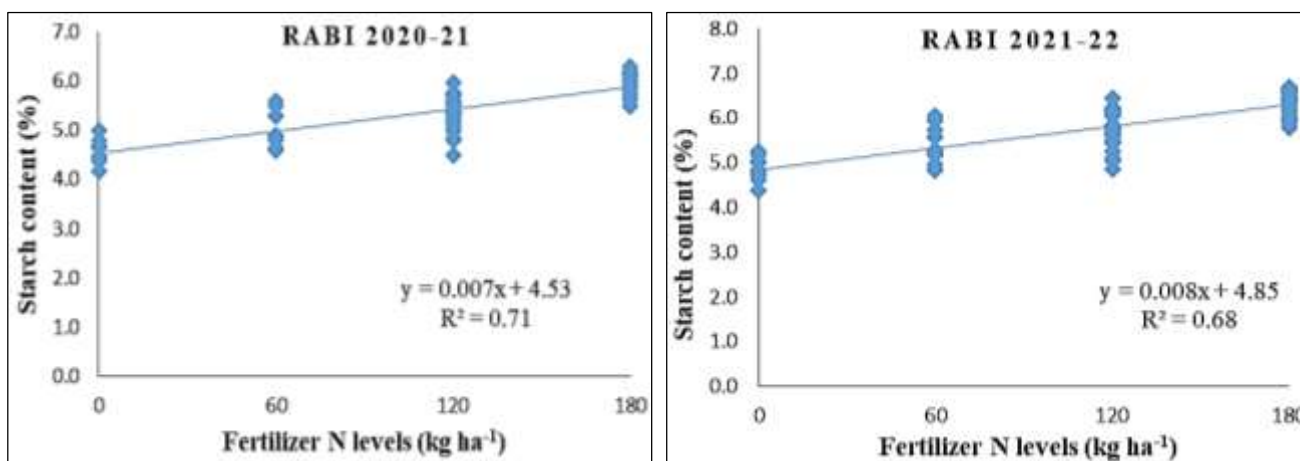 RABI 2020-21
7.0
6.0
5.0
4.0
3.0
2.0
1.0
0.0
Starch content (%)
y = 0.007x + 4.53
R² = 0.71
0 60 120 180
Fertilizer N levels (kg ha⁻¹)
RABI 2021-22
8.0
7.0
6.0
5.0
4.0
3.0
2.0
1.0
0.0
Starch content (%)
y = 0.008x + 4.85
R² = 0.68
0 60 120 180
Fertilizer N levels (kg ha⁻¹)